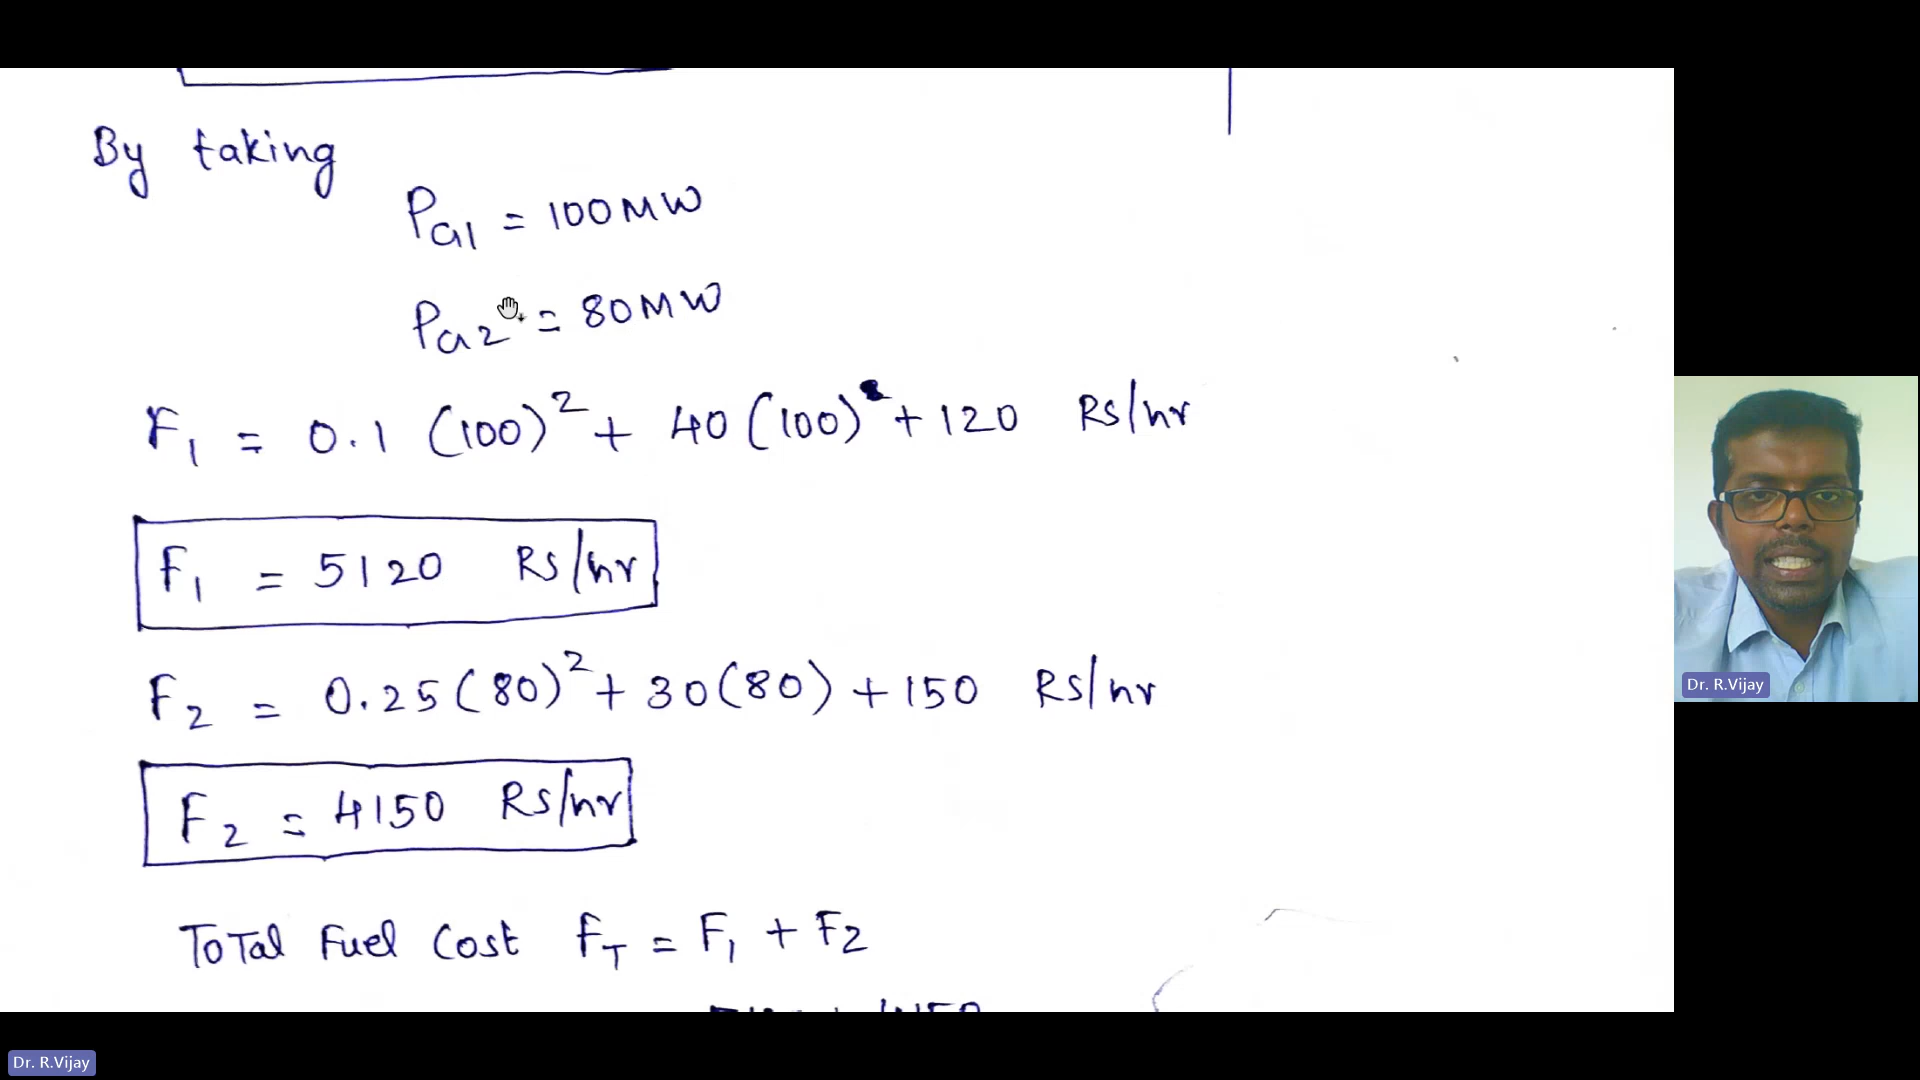 By taking
PG1 = 100MW
PG2 = 80MW
F1 = 0.1 (100)² + 40 (100) + 120 Rs/hr
F1 = 5120 Rs/hr
F2 = 0.25 (80)² + 30 (80) + 150 Rs/hr
F2 = 4150 Rs/hr
Total Fuel Cost FT = F1 + F2
Dr. R.Vijay
Dr. R.Vijay